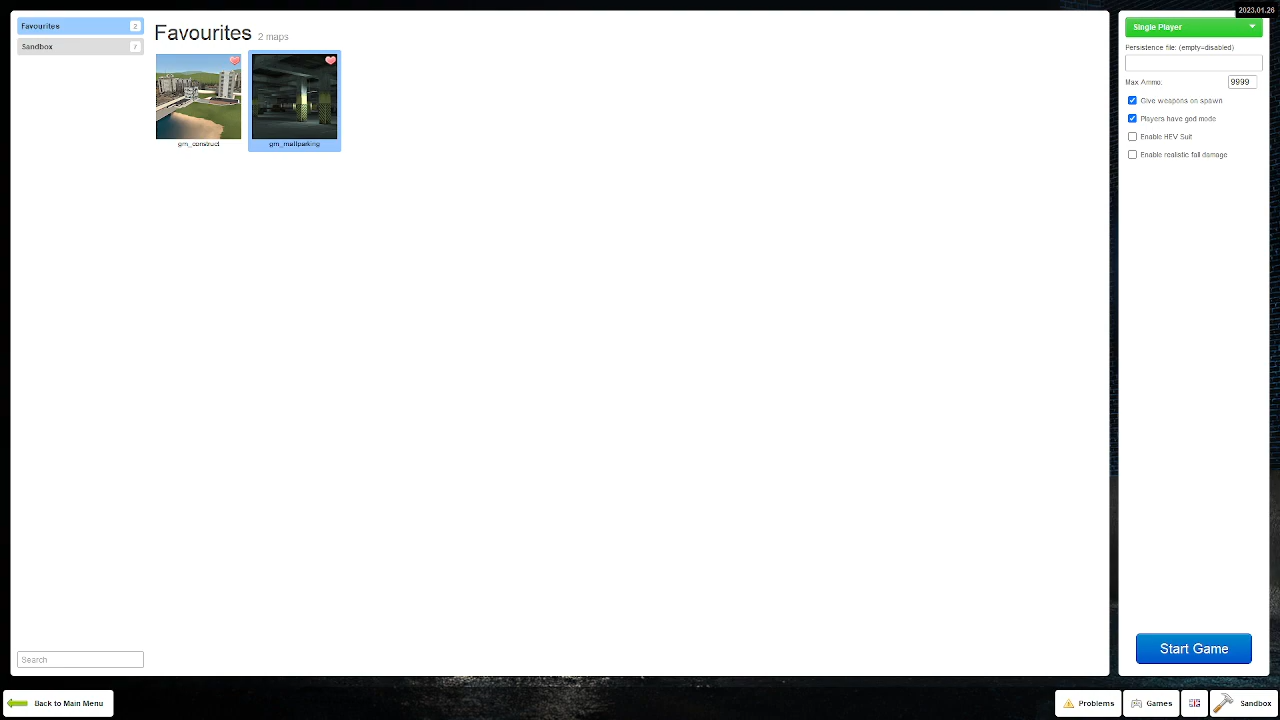 2023.01.26
Favourites 2
Sandbox 7
Favourites 2 maps
gm_construct
gm_mallparking
Search
Single Player
Persistence file: (empty=disabled)
Max Ammo: 9999
Give weapons on spawn
Players have god mode
Enable HEV Suit
Enable realistic fall damage
Start Game
Back to Main Menu
Problems
Games
Sandbox